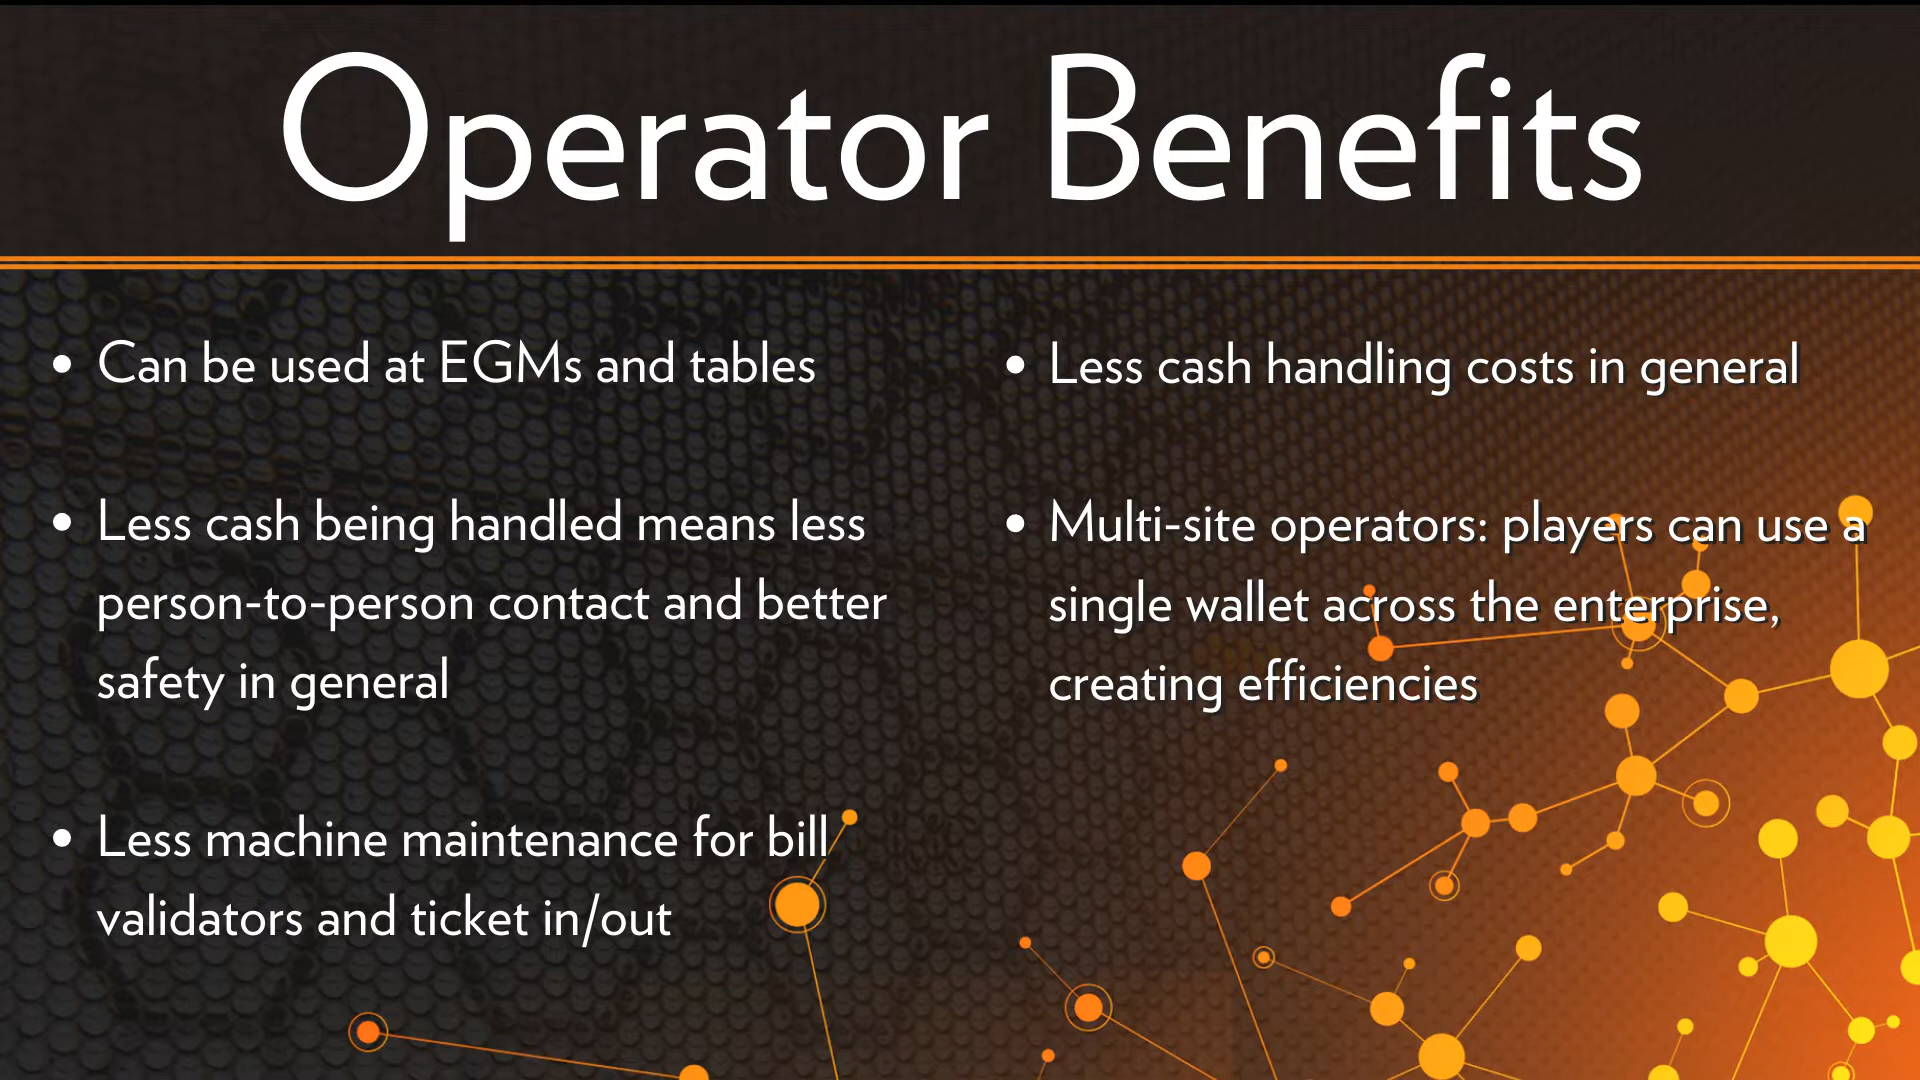 Operator Benefits
• Can be used at EGMs and tables
• Less cash being handled means less
person-to-person contact and better
safety in general
• Less machine maintenance for bill
validators and ticket in/out
• Less cash handling costs in general
• Multi-site operators: players can use a
single wallet across the enterprise,
creating efficiencies